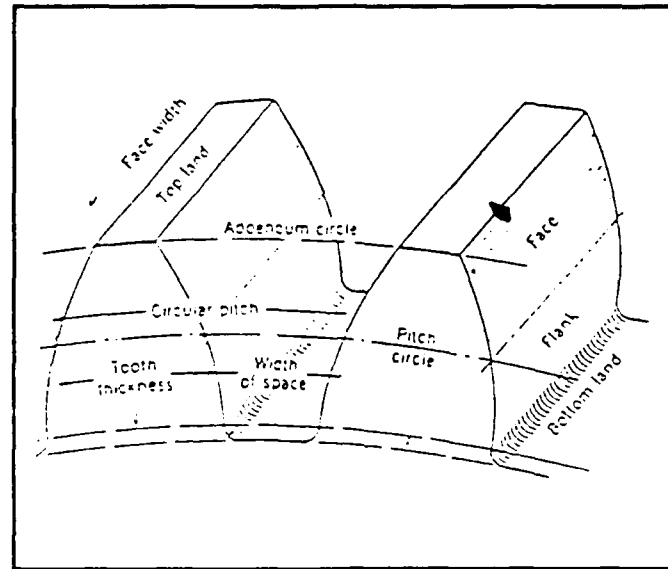 Face width
Top land
Addendum circle
Face
Circular pitch
Pitch
circle
Flank
Tooth
thickness
Width
of space
Bottom land